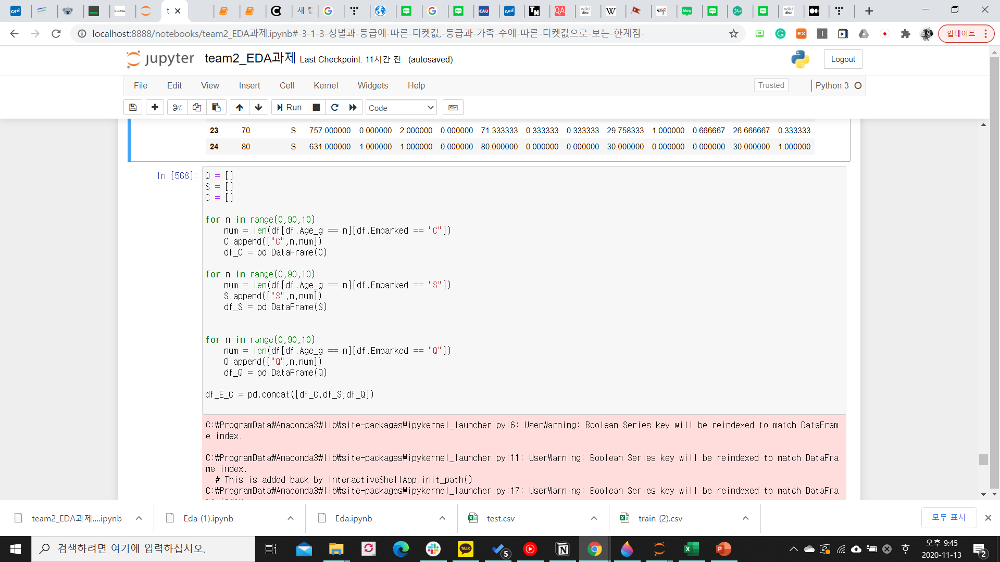 t
새 탭
localhost:8888/notebooks/team2_EDA과제.ipynb#-3-1-3-성별과-등급에-따른-티켓값,-등급과-가족-수에-따른-티켓값으로-보는-한계점-
업데이트
jupyter team2_EDA과제 Last Checkpoint: 11시간 전 (autosaved)
Logout
File Edit View Insert Cell Kernel Widgets Help
Trusted Python 3
Run Code
23 70 S 757.000000 0.000000 2.000000 0.000000 71.333333 0.333333 0.333333 29.758333 1.000000 0.666667 26.666667 0.333333
24 80 S 631.000000 1.000000 1.000000 0.000000 80.000000 0.000000 0.000000 30.000000 0.000000 0.000000 30.000000 1.000000
In [568]:
Q = []
S = []
C = []
for n in range(0,90,10):
    num = len(df[df.Age_g == n][df.Embarked == "C"])
    C.append(["C",n,num])
    df_C = pd.DataFrame(C)
for n in range(0,90,10):
    num = len(df[df.Age_g == n][df.Embarked == "S"])
    S.append(["S",n,num])
    df_S = pd.DataFrame(S)
for n in range(0,90,10):
    num = len(df[df.Age_g == n][df.Embarked == "Q"])
    Q.append(["Q",n,num])
    df_Q = pd.DataFrame(Q)
df_E_C = pd.concat([df_C,df_S,df_Q])
C:₩ProgramData₩Anaconda3₩lib₩site-packages₩ipykernel_launcher.py:6: UserWarning: Boolean Series key will be reindexed to match DataFram
e index.
C:₩ProgramData₩Anaconda3₩lib₩site-packages₩ipykernel_launcher.py:11: UserWarning: Boolean Series key will be reindexed to match DataFra
me index.
  # This is added back by InteractiveShellApp.init_path()
C:₩ProgramData₩Anaconda3₩lib₩site-packages₩ipykernel_launcher.py:17: UserWarning: Boolean Series key will be reindexed to match DataFra
team2_EDA과제....ipynb
Eda (1).ipynb
Eda.ipynb
test.csv
train (2).csv
모두 표시
검색하려면 여기에 입력하십시오.
TALK
5
오후 9:45
2020-11-13
2